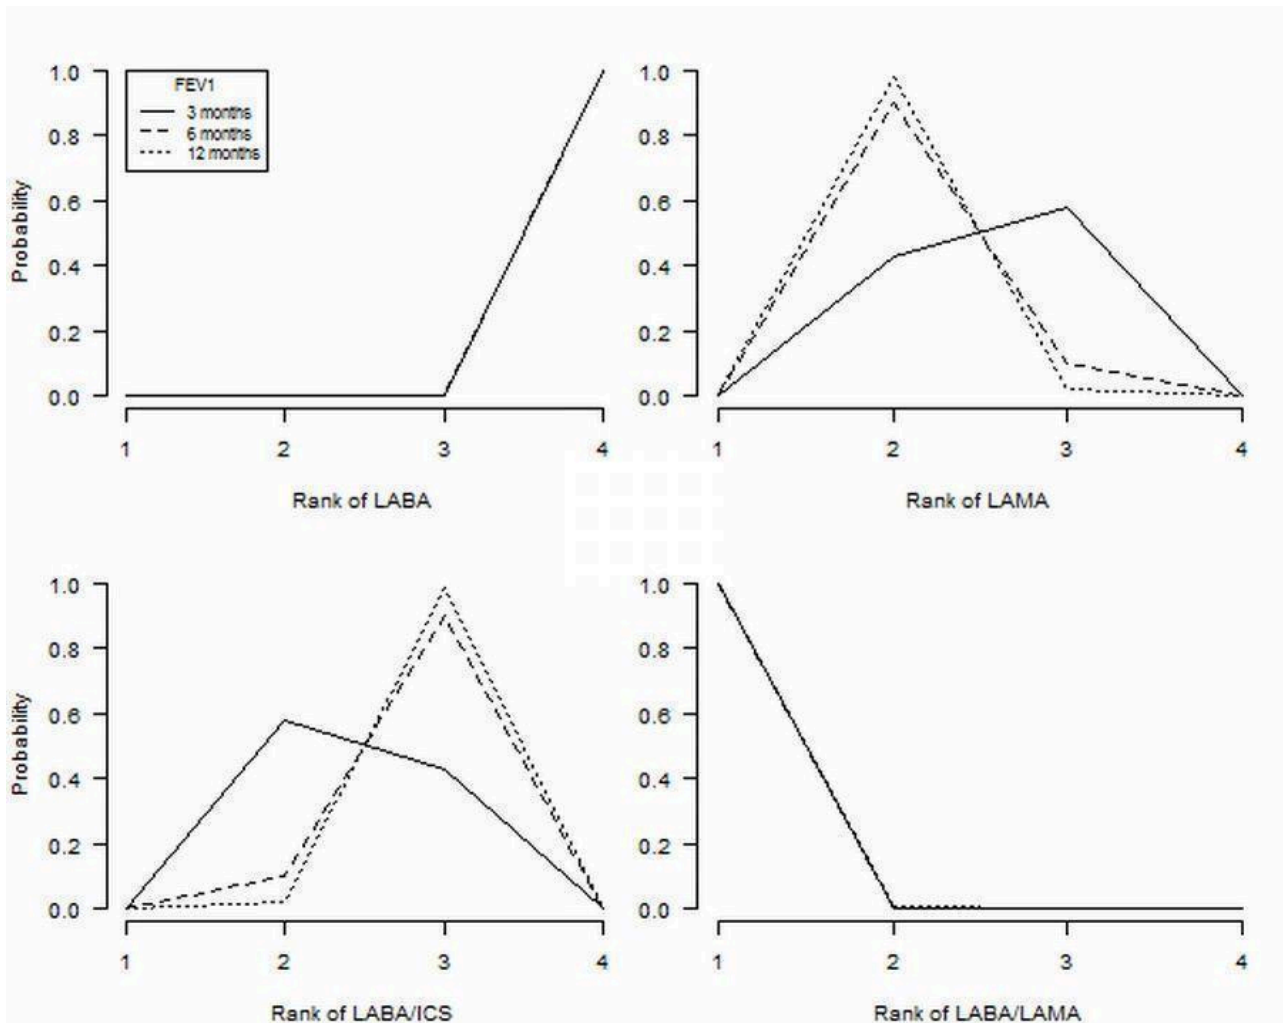 1.0
0.8
0.6
0.4
0.2
0.0
Probability
FEV1
3 months
6 months
12 months
1 2 3 4
Rank of LABA
1.0
0.8
0.6
0.4
0.2
0.0
1 2 3 4
Rank of LAMA
1.0
0.8
0.6
0.4
0.2
0.0
Probability
1 2 3 4
Rank of LABA/ICS
1.0
0.8
0.6
0.4
0.2
0.0
1 2 3 4
Rank of LABA/LAMA